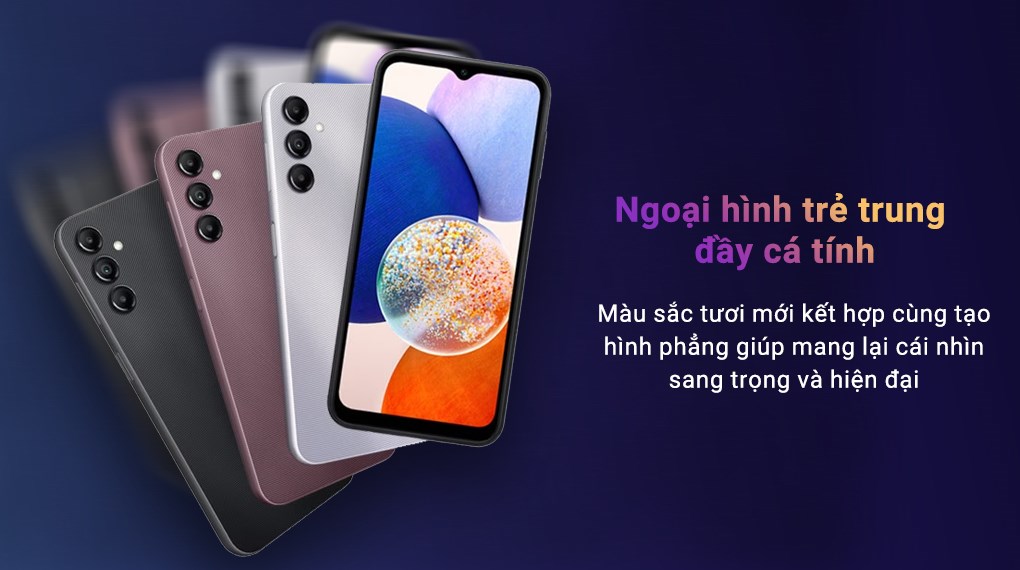 Ngoại hình trẻ trung
đầy cá tính
Màu sắc tươi mới kết hợp cùng tạo
hình phẳng giúp mang lại cái nhìn
sang trọng và hiện đại